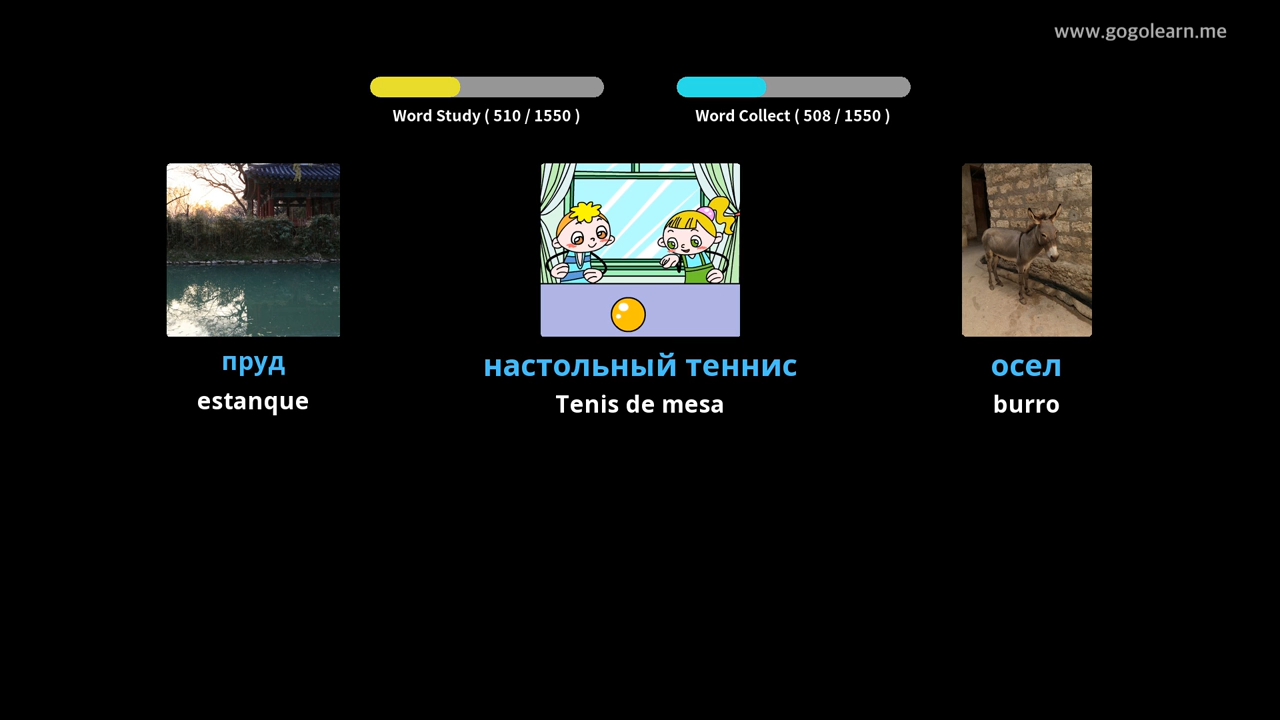 www.gogolearn.me
Word Study ( 510 / 1550 )
Word Collect ( 508 / 1550 )
пруд
estanque
настольный теннис
Tenis de mesa
осел
burro